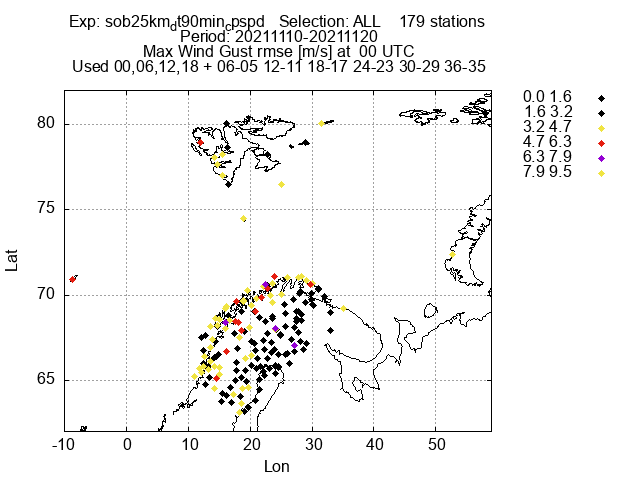 Exp: sob25km_dt90min_cpspd   Selection: ALL    179 stations
Period: 20211110-20211120
Max Wind Gust rmse [m/s] at  00 UTC
Used 00,06,12,18 + 06-05 12-11 18-17 24-23 30-29 36-35
0.0 1.6
1.6 3.2
3.2 4.7
4.7 6.3
6.3 7.9
7.9 9.5
80
75
70
65
Lat
-10 0 10 20 30 40 50
Lon